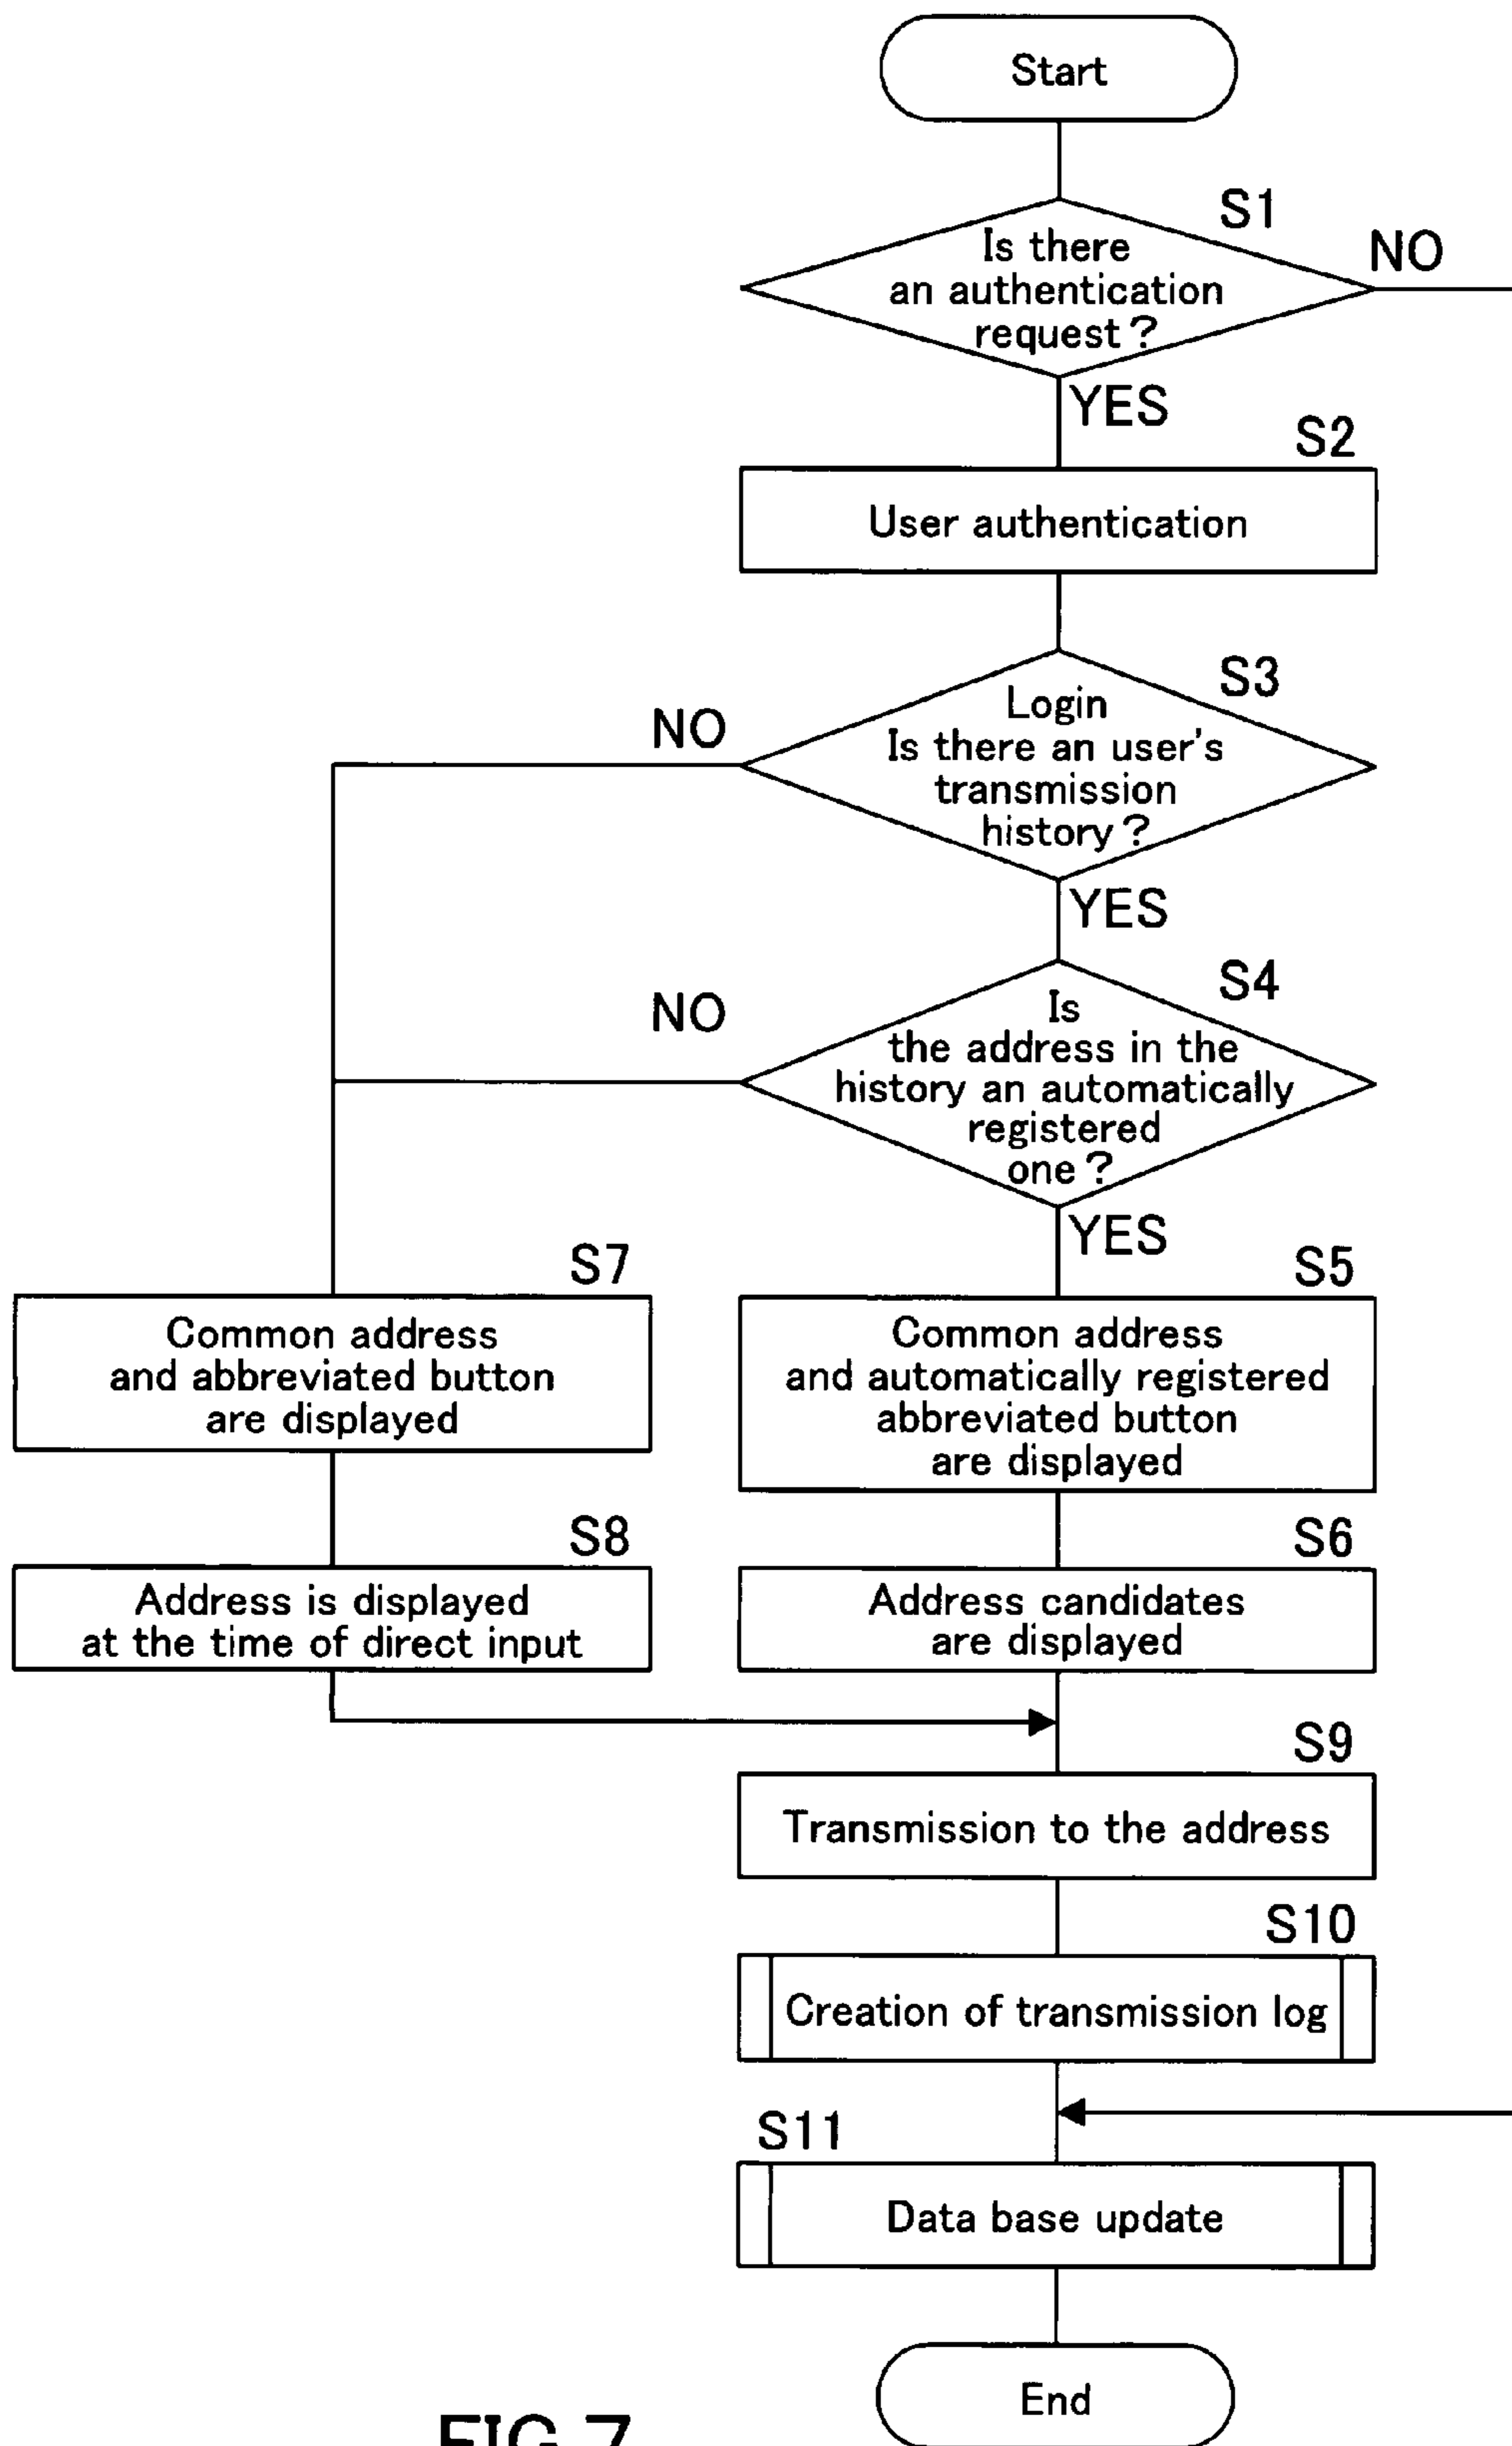 Start
S1
Is there
an authentication
request?
NO
YES
S2
User authentication
S3
Login
Is there an user's
transmission
history?
NO
YES
S4
Is
the address in the
history an automatically
registered
one?
NO
YES
S7
Common address
and abbreviated button
are displayed
S5
Common address
and automatically registered
abbreviated button
are displayed
S8
Address is displayed
at the time of direct input
S6
Address candidates
are displayed
S9
Transmission to the address
S10
Creation of transmission log
S11
Data base update
End
FIG.7